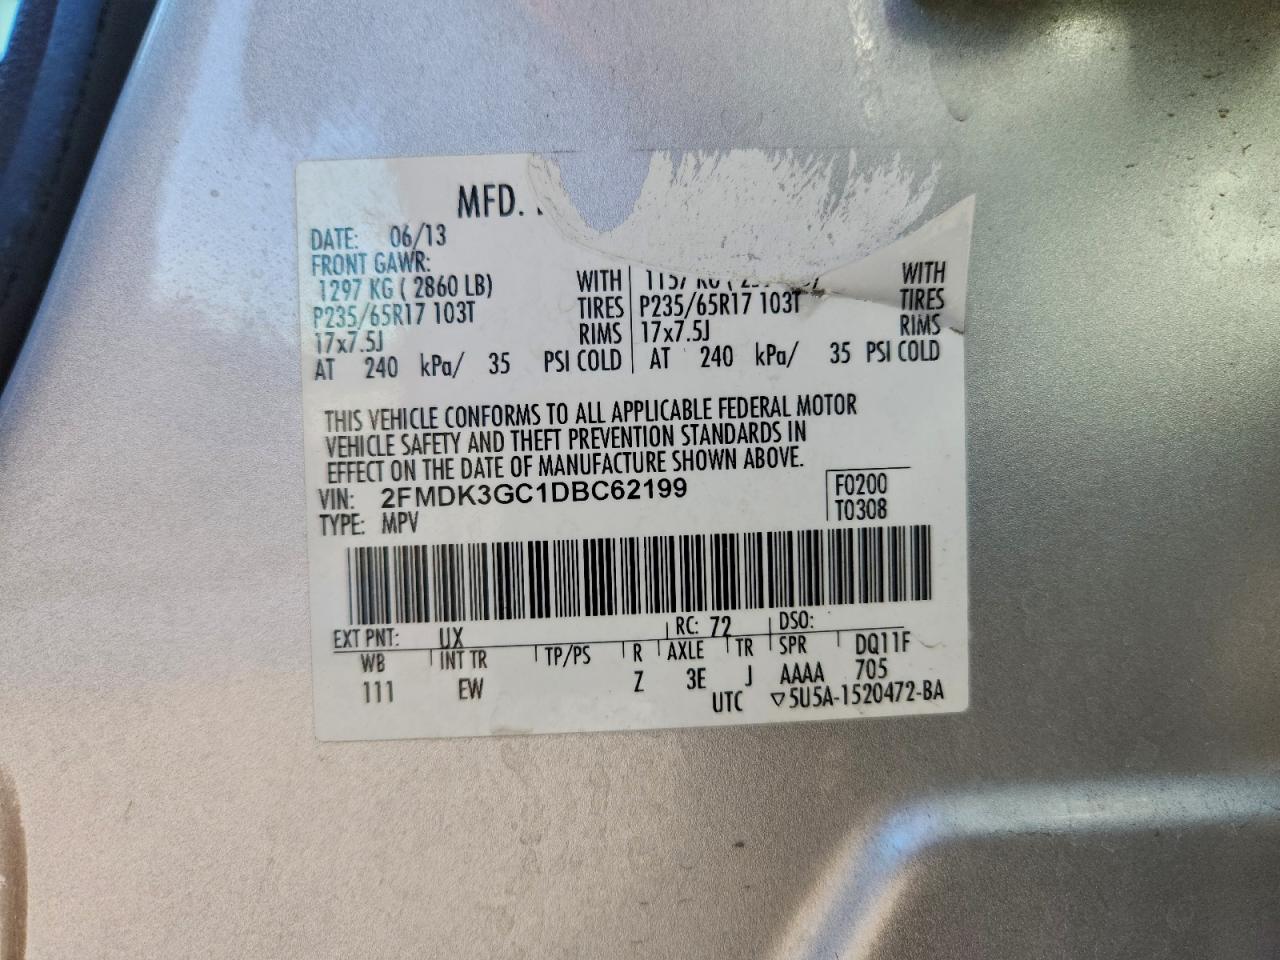 MFD.
DATE: 06/13
FRONT GAWR:
1297 KG ( 2860 LB) WITH 1157 KG WITH
P235/65R17 103T TIRES P235/65R17 103T TIRES
17x7.5J RIMS 17x7.5J RIMS
AT 240 kPa/ 35 PSI COLD AT 240 kPa/ 35 PSI COLD
THIS VEHICLE CONFORMS TO ALL APPLICABLE FEDERAL MOTOR
VEHICLE SAFETY AND THEFT PREVENTION STANDARDS IN
EFFECT ON THE DATE OF MANUFACTURE SHOWN ABOVE.
VIN: 2FMDK3GC1DBC62199 F0200
TYPE: MPV T0308
EXT PNT: UX RC: 72 DSO:
WB INT TR TP/PS R AXLE TR SPR DQ11F
111 EW Z 3E J AAAA 705
UTC ▽5U5A-1520472-BA